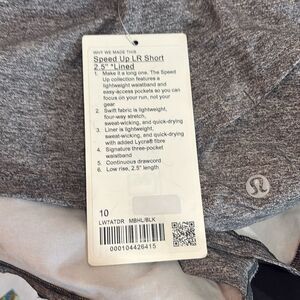 WHY WE MADE THIS
Speed Up LR Short
2.5" *Lined
1. Make it a long one. The Speed
Up collection features a
lightweight waistband and
easy-access pockets so you can
focus on your run, not your
gear
2. Swift fabric is lightweight,
four-way stretch,
sweat-wicking, and quick-drying
3. Liner is lightweight,
sweat-wicking, and quick-drying
with added Lycra® fibre
4. Signature three-pocket
waistband
5. Continuous drawcord
6. Low rise, 2.5" length
10
LW7ATDR MBHL/BLK
000104426415